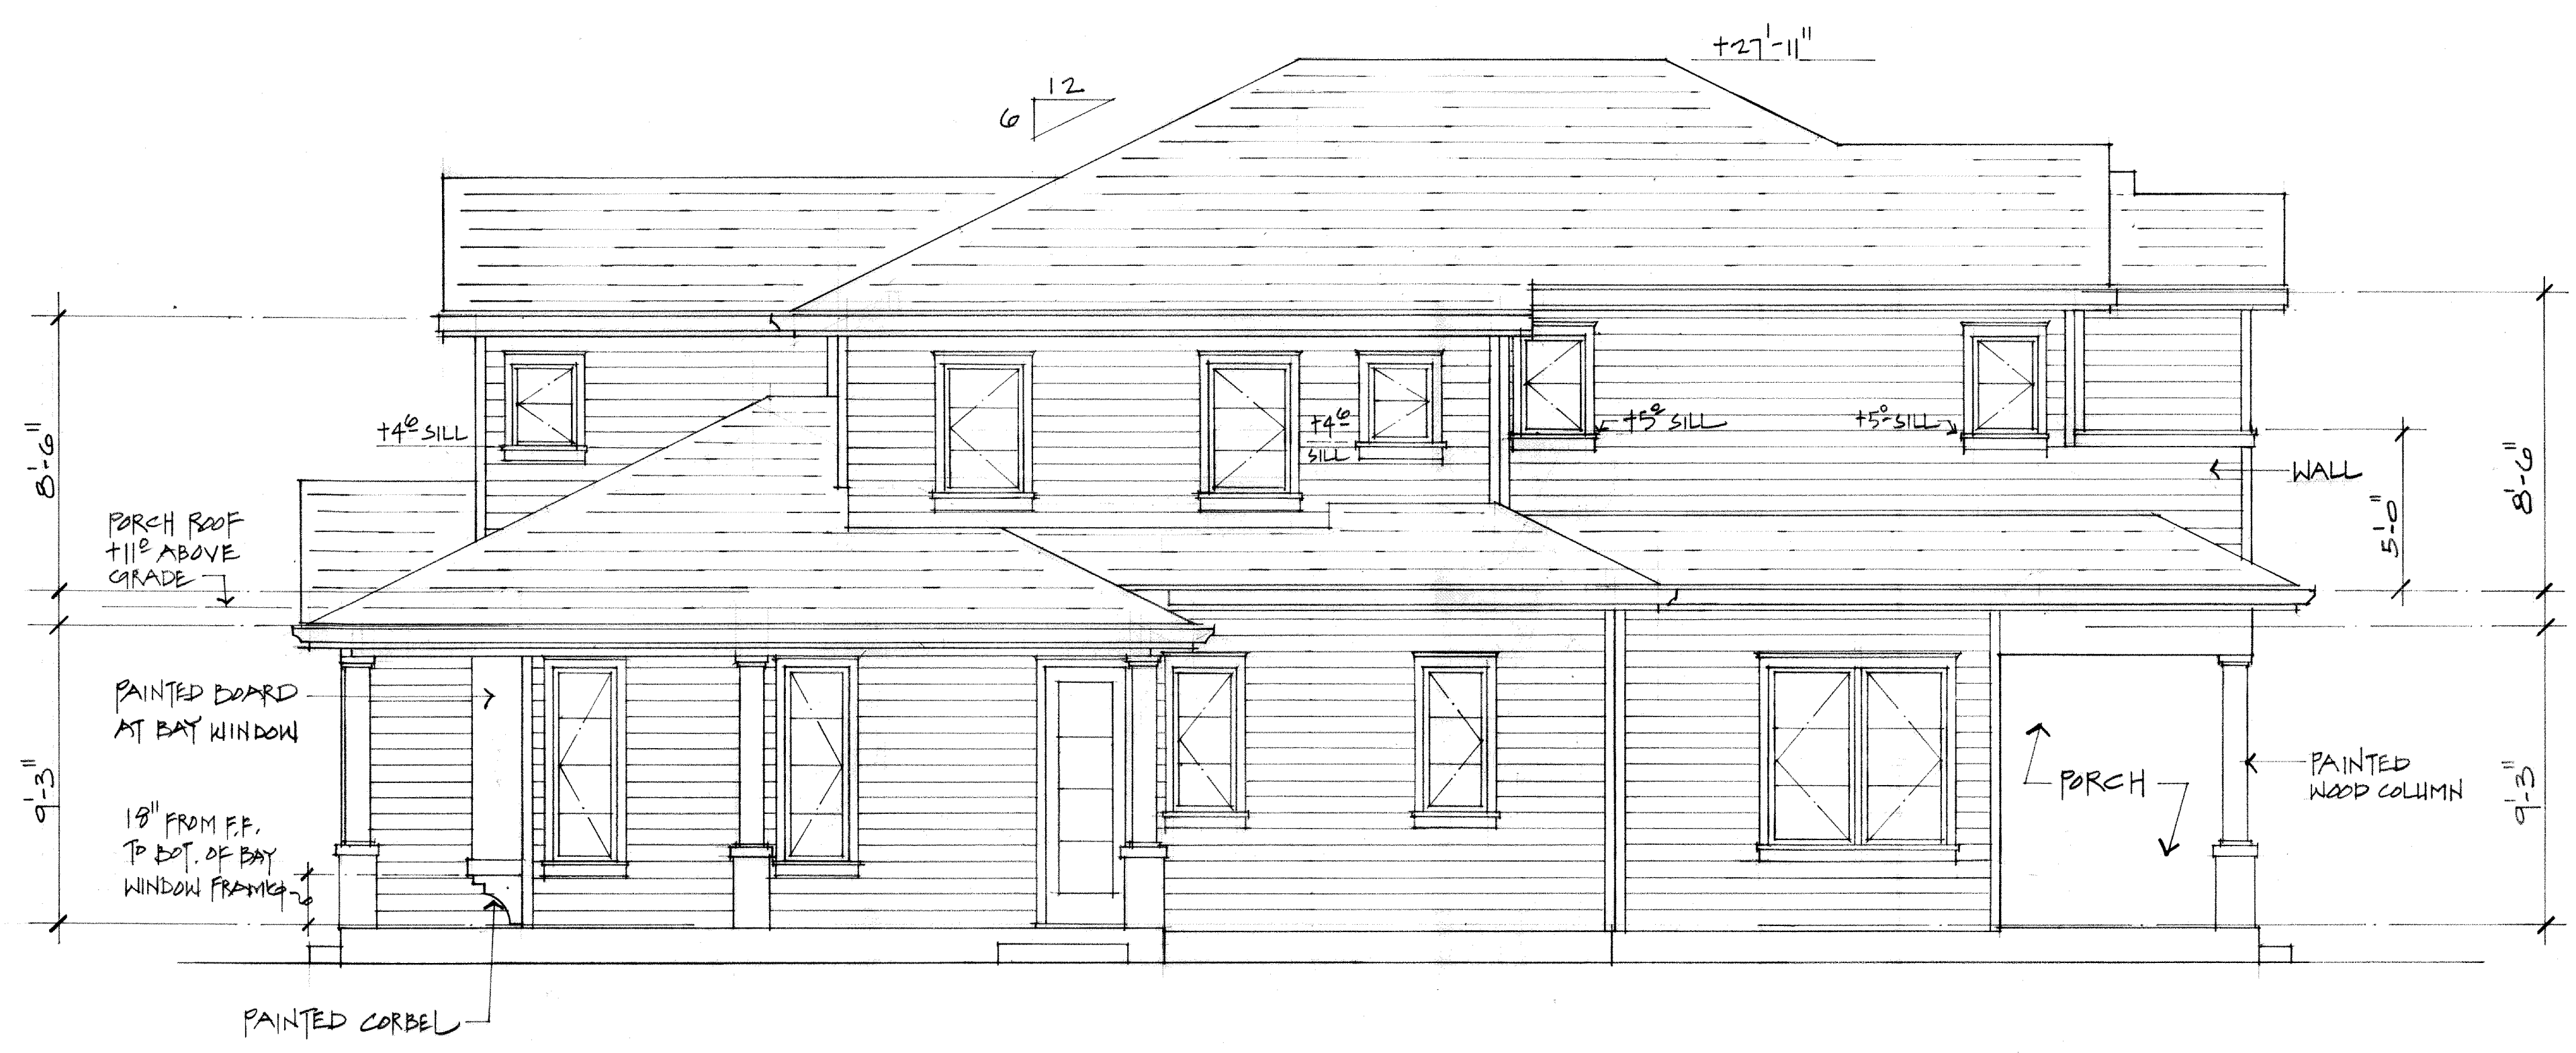 +27'-11"
12
6
+4⁶ SILL
+4⁶
SILL
+5⁰ SILL
+5⁰ SILL
WALL
8'-6"
8'-6"
5'-0"
PORCH ROOF
+11⁰ ABOVE
GRADE
PAINTED BOARD
AT BAY WINDOW
9'-3"
18" FROM F.F.
TO BOT. OF BAY
WINDOW FRAM'G
PORCH
PAINTED
WOOD COLUMN
9'-3"
PAINTED CORBEL